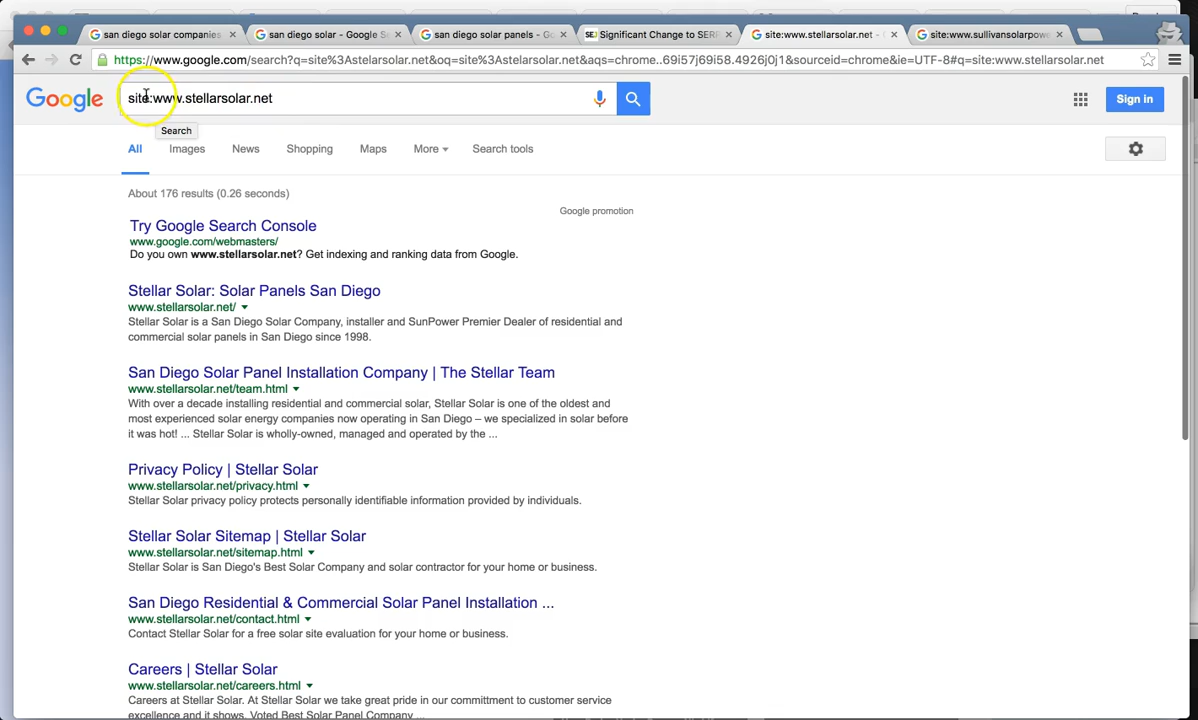 san diego solar companies
san diego solar - Google S
san diego solar panels - Go
SEJ Significant Change to SERP
site:www.stellarsolar.net -
site:www.sullivansolarpow
https://www.google.com/search?q=site%3Astelarsolar.net&oq=site%3Astelarsolar.net&aqs=chrome..69i57j69i58.4926j0j1&sourceid=chrome&ie=UTF-8#q=site:www.stellarsolar.net
Google
site:www.stellarsolar.net
Sign in
Search
All Images News Shopping Maps More Search tools
About 176 results (0.26 seconds)
Google promotion
Try Google Search Console
www.google.com/webmasters/
Do you own www.stellarsolar.net? Get indexing and ranking data from Google.
Stellar Solar: Solar Panels San Diego
www.stellarsolar.net/
Stellar Solar is a San Diego Solar Company, installer and SunPower Premier Dealer of residential and
commercial solar panels in San Diego since 1998.
San Diego Solar Panel Installation Company | The Stellar Team
www.stellarsolar.net/team.html
With over a decade installing residential and commercial solar, Stellar Solar is one of the oldest and
most experienced solar energy companies now operating in San Diego – we specialized in solar before
it was hot! ... Stellar Solar is wholly-owned, managed and operated by the ...
Privacy Policy | Stellar Solar
www.stellarsolar.net/privacy.html
Stellar Solar privacy policy protects personally identifiable information provided by individuals.
Stellar Solar Sitemap | Stellar Solar
www.stellarsolar.net/sitemap.html
Stellar Solar is San Diego's Best Solar Company and solar contractor for your home or business.
San Diego Residential & Commercial Solar Panel Installation ...
www.stellarsolar.net/contact.html
Contact Stellar Solar for a free solar site evaluation for your home or business.
Careers | Stellar Solar
www.stellarsolar.net/careers.html
Careers at Stellar Solar. At Stellar Solar we take great pride in our committment to customer service
excellence and it shows. Voted Best Solar Panel Company ...